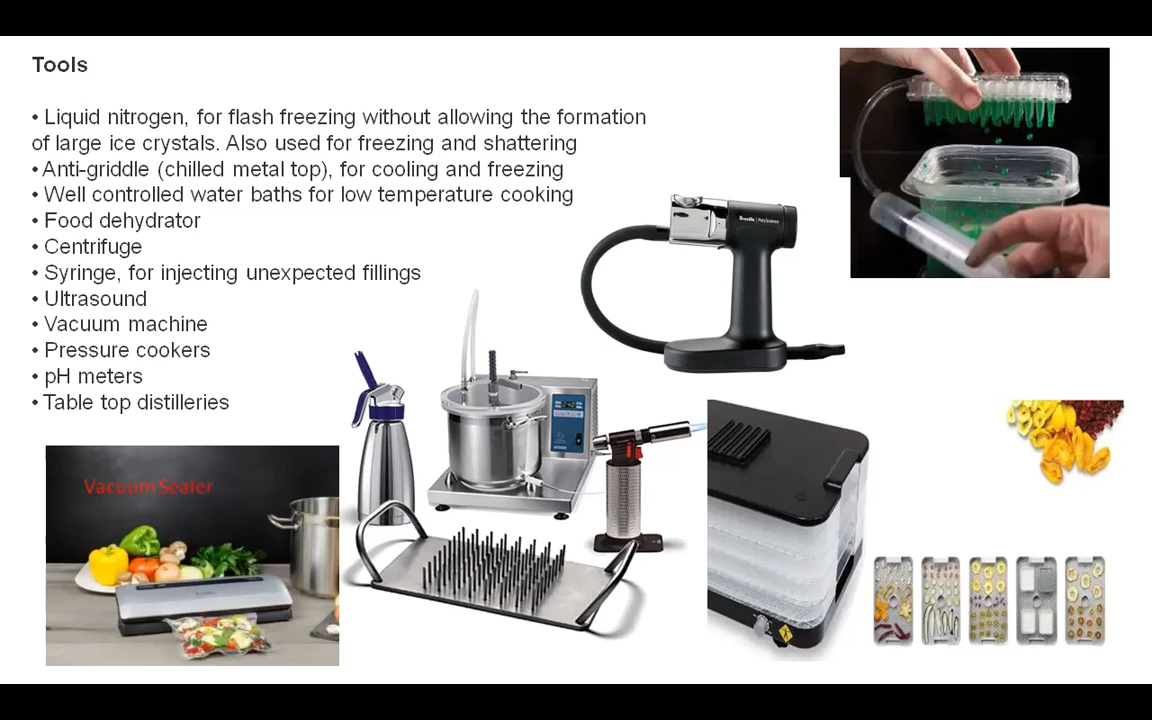 Tools
• Liquid nitrogen, for flash freezing without allowing the formation
of large ice crystals. Also used for freezing and shattering
• Anti-griddle (chilled metal top), for cooling and freezing
• Well controlled water baths for low temperature cooking
• Food dehydrator
• Centrifuge
• Syringe, for injecting unexpected fillings
• Ultrasound
• Vacuum machine
• Pressure cookers
• pH meters
• Table top distilleries
Breville | PolyScience
Vacuum Sealer